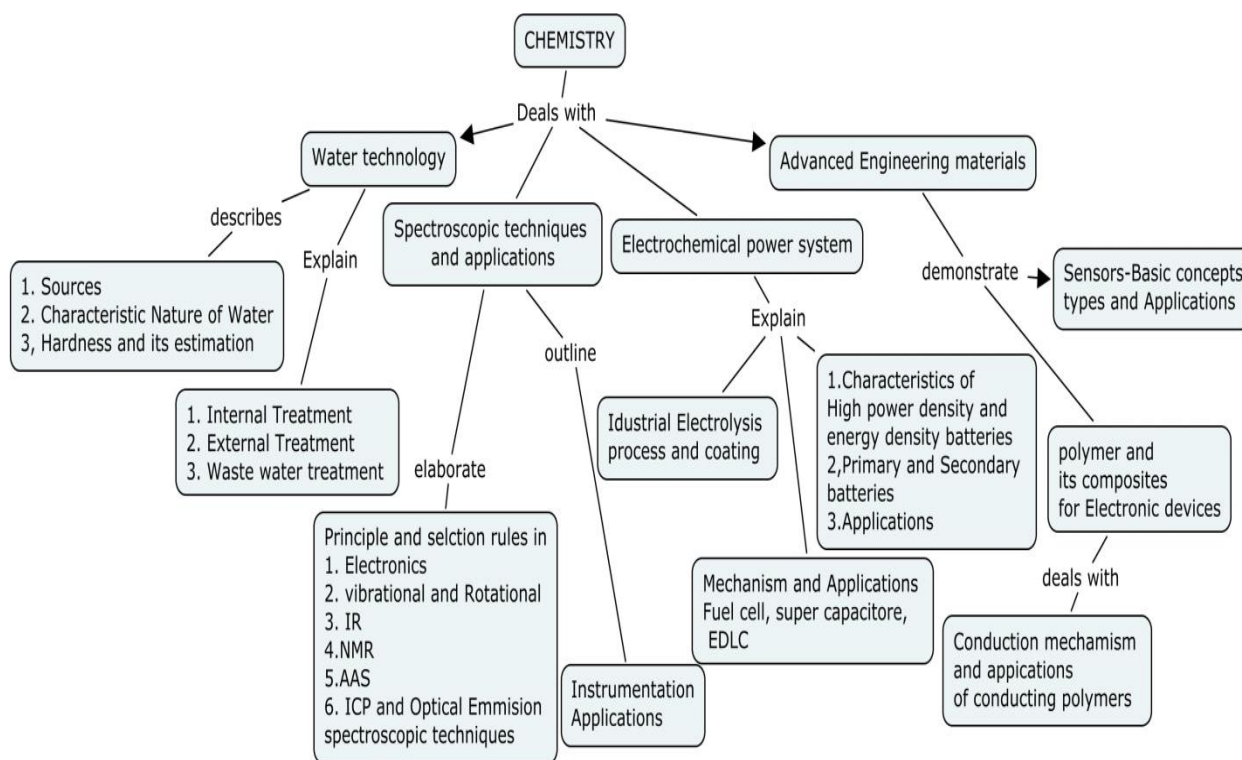 CHEMISTRY
Deals with
Water technology
Advanced Engineering materials
describes
Explain
Spectroscopic techniques
and applications
Electrochemical power system
demonstrate
Sensors-Basic concepts
types and Applications
1. Sources
2. Characteristic Nature of Water
3, Hardness and its estimation
Explain
outline
1. Internal Treatment
2. External Treatment
3. Waste water treatment
Idustrial Electrolysis
process and coating
1.Characteristics of
High power density and
energy density batteries
2,Primary and Secondary
batteries
3.Applications
polymer and
its composites
for Electronic devices
elaborate
Principle and selction rules in
1. Electronics
2. vibrational and Rotational
3. IR
4.NMR
5.AAS
6. ICP and Optical Emmision
spectroscopic techniques
Instrumentation
Applications
Mechanism and Applications
Fuel cell, super capacitore,
EDLC
deals with
Conduction mechamism
and appications
of conducting polymers